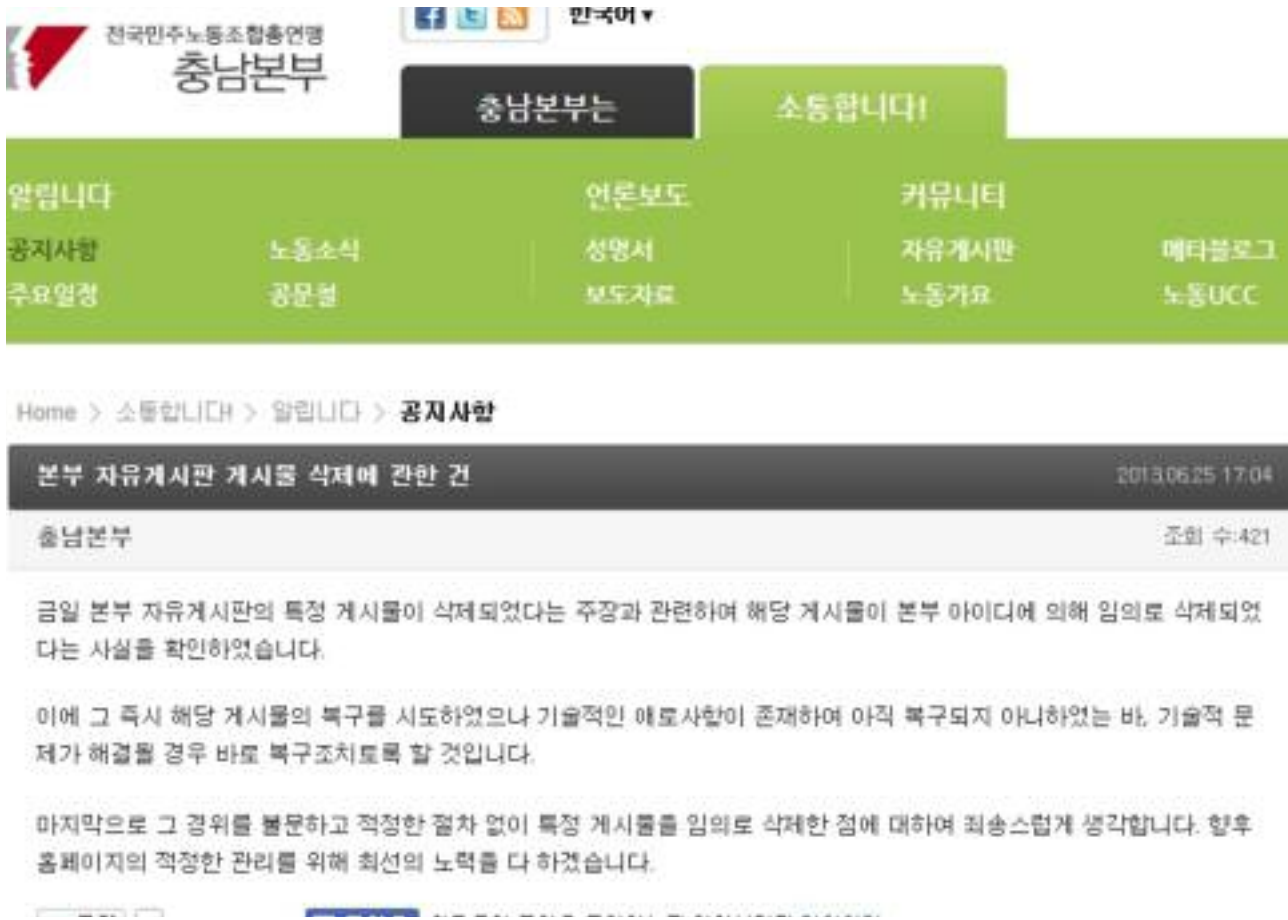 한국어 ▾
전국민주노동조합총연맹
충남본부
충남본부는 소통합니다!
알립니다 언론보도 커뮤니티
공지사항 노동소식 성명서 자유게시판 메타블로그
주요일정 공문철 보도자료 노동가요 노동UCC
Home > 소통합니다! > 알립니다 > 공지사항
본부 자유게시판 게시물 삭제에 관한 건 2013.06.25 17:04
충남본부 조회 수:421
금일 본부 자유게시판의 특정 게시물이 삭제되었다는 주장과 관련하여 해당 게시물이 본부 아이디에 의해 임의로 삭제되었
다는 사실을 확인하였습니다.
이에 그 즉시 해당 게시물의 복구를 시도하였으나 기술적인 애로사항이 존재하여 아직 복구되지 아니하였는 바, 기술적 문
제가 해결될 경우 바로 복구조치토록 할 것입니다.
마지막으로 그 경위를 불문하고 적정한 절차 없이 특정 게시물을 임의로 삭제한 점에 대하여 죄송스럽게 생각합니다. 향후
홈페이지의 적정한 관리를 위해 최선의 노력을 다 하겠습니다.